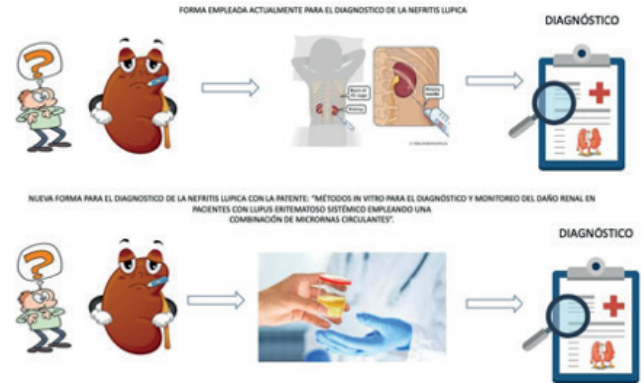 FORMA EMPLEADA ACTUALMENTE PARA EL DIAGNOSTICO DE LA NEFRITIS LUPICA
DIAGNÓSTICO
?
Kidney
NUEVA FORMA PARA EL DIAGNOSTICO DE LA NEFRITIS LUPICA CON LA PATENTE: "MÉTODOS IN VITRO PARA EL DIAGNÓSTICO Y MONITOREO DEL DAÑO RENAL EN
PACIENTES CON LUPUS ERITEMATOSO SISTÉMICO EMPLEANDO UNA
COMBINACIÓN DE MICRORNAS CIRCULANTES".
DIAGNÓSTICO
?